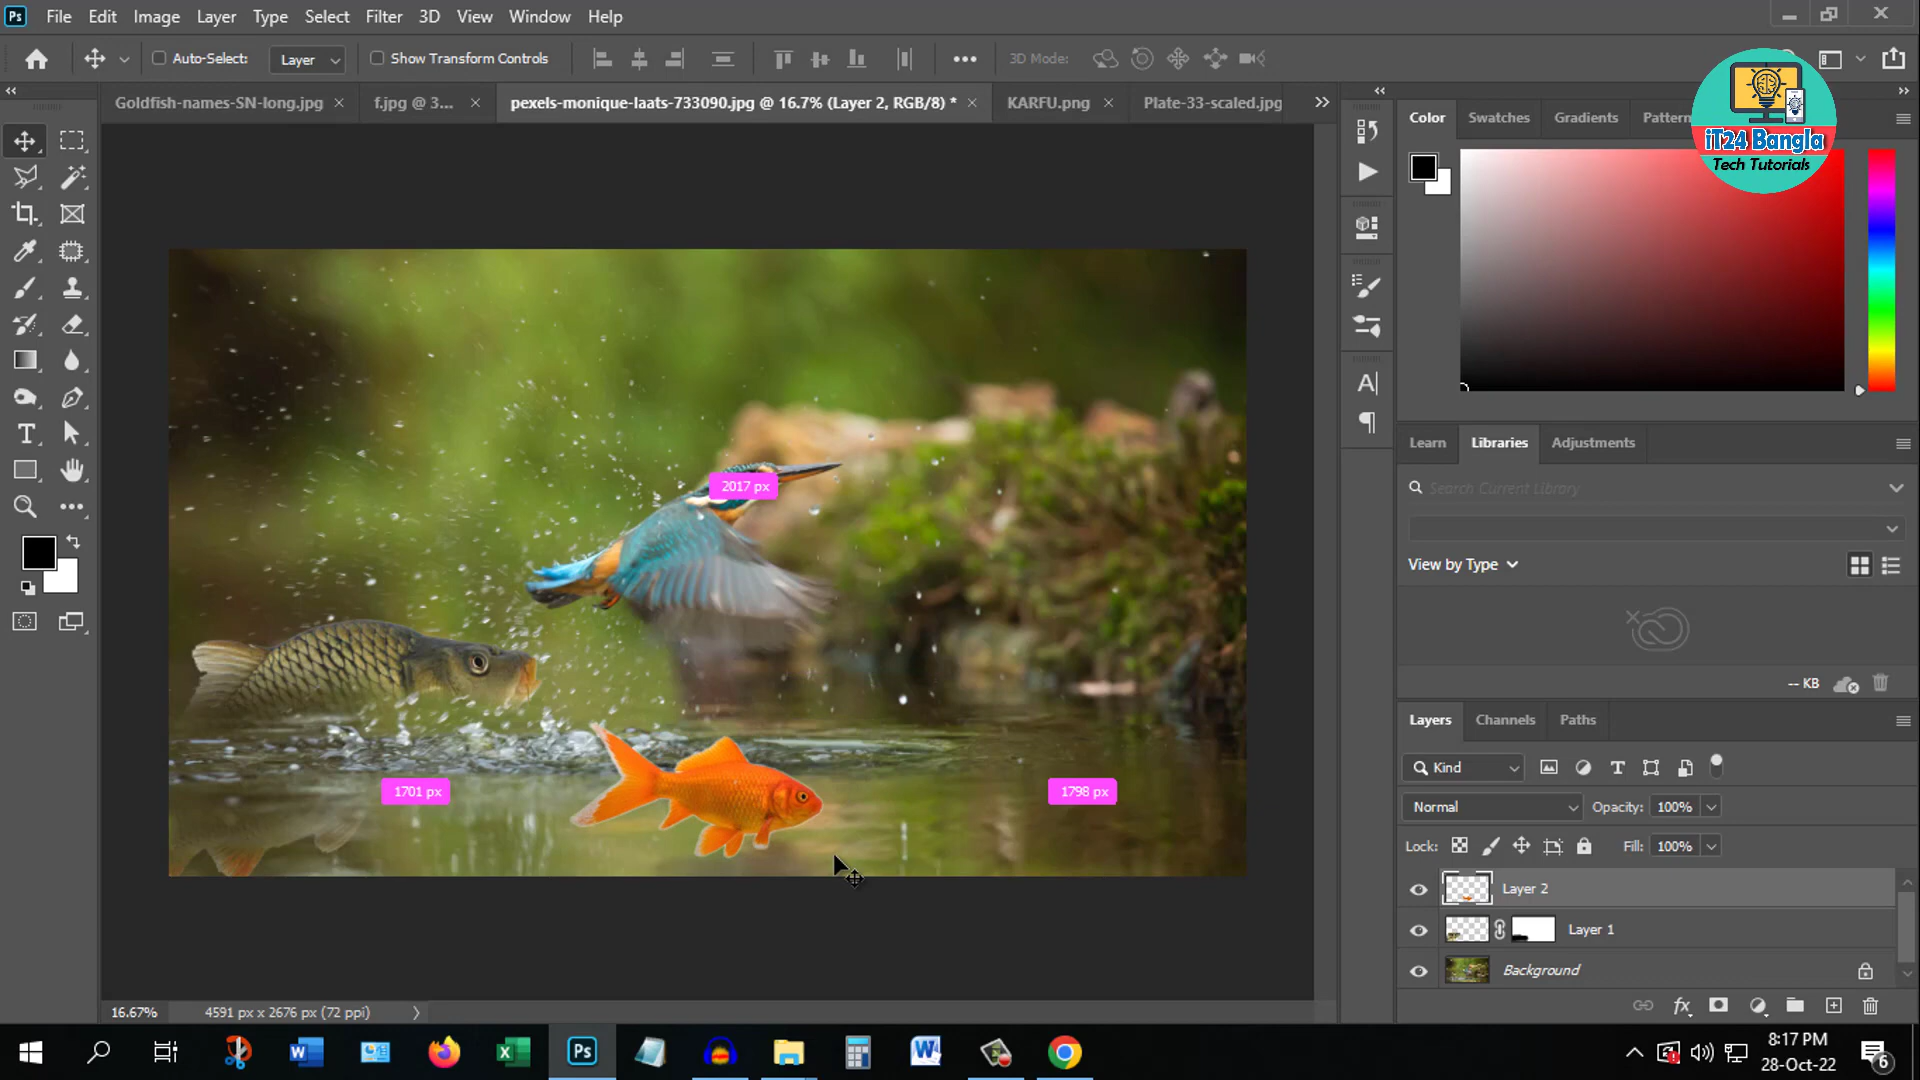 Ps File Edit Image Layer Type Select Filter 3D View Window Help
Auto-Select: Layer Show Transform Controls 3D Mode:
Goldfish-names-SN-long.jpg f.jpg @ 3... pexels-monique-laats-733090.jpg @ 16.7% (Layer 2, RGB/8) * KARFU.png Plate-33-scaled.jpg
Color Swatches Gradients Pattern
iT24 Bangla
Tech Tutorials
2017 px
1701 px
1798 px
Learn Libraries Adjustments
Search Current Library
View by Type
-- KB
Layers Channels Paths
Kind
Normal Opacity: 100%
Lock: Fill: 100%
Layer 2
Layer 1
Background
16.67% 4591 px x 2676 px (72 ppi)
Ps
8:17 PM
28-Oct-22
6